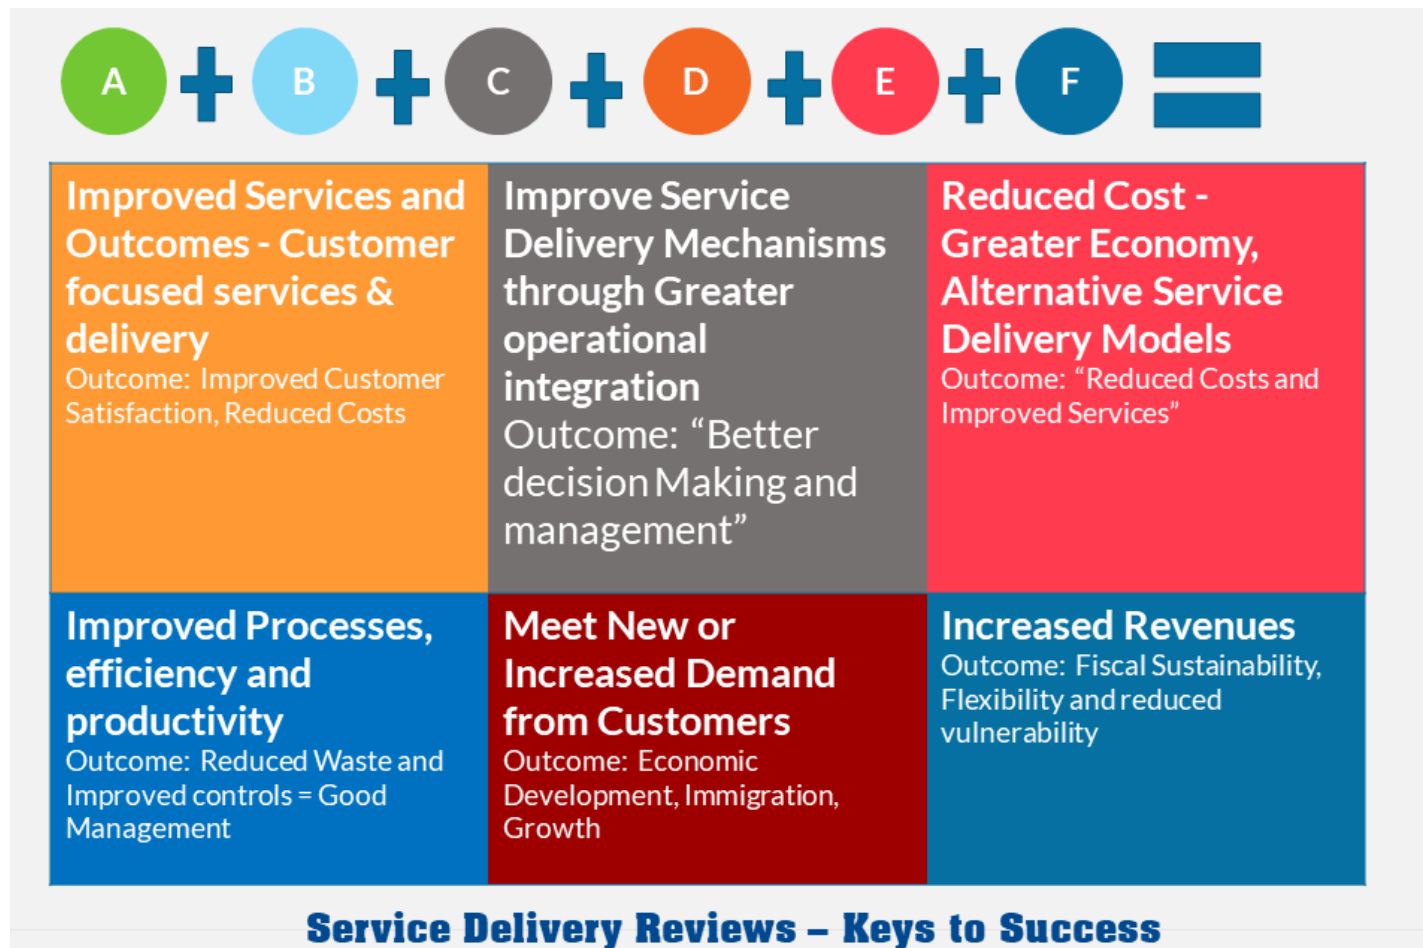 A + B + C + D + E + F =
Improved Services and
Outcomes - Customer
focused services &
delivery
Outcome: Improved Customer
Satisfaction, Reduced Costs
Improve Service
Delivery Mechanisms
through Greater
operational
integration
Outcome: “Better
decision Making and
management”
Reduced Cost -
Greater Economy,
Alternative Service
Delivery Models
Outcome: “Reduced Costs and
Improved Services”
Improved Processes,
efficiency and
productivity
Outcome: Reduced Waste and
Improved controls = Good
Management
Meet New or
Increased Demand
from Customers
Outcome: Economic
Development, Immigration,
Growth
Increased Revenues
Outcome: Fiscal Sustainability,
Flexibility and reduced
vulnerability
Service Delivery Reviews – Keys to Success